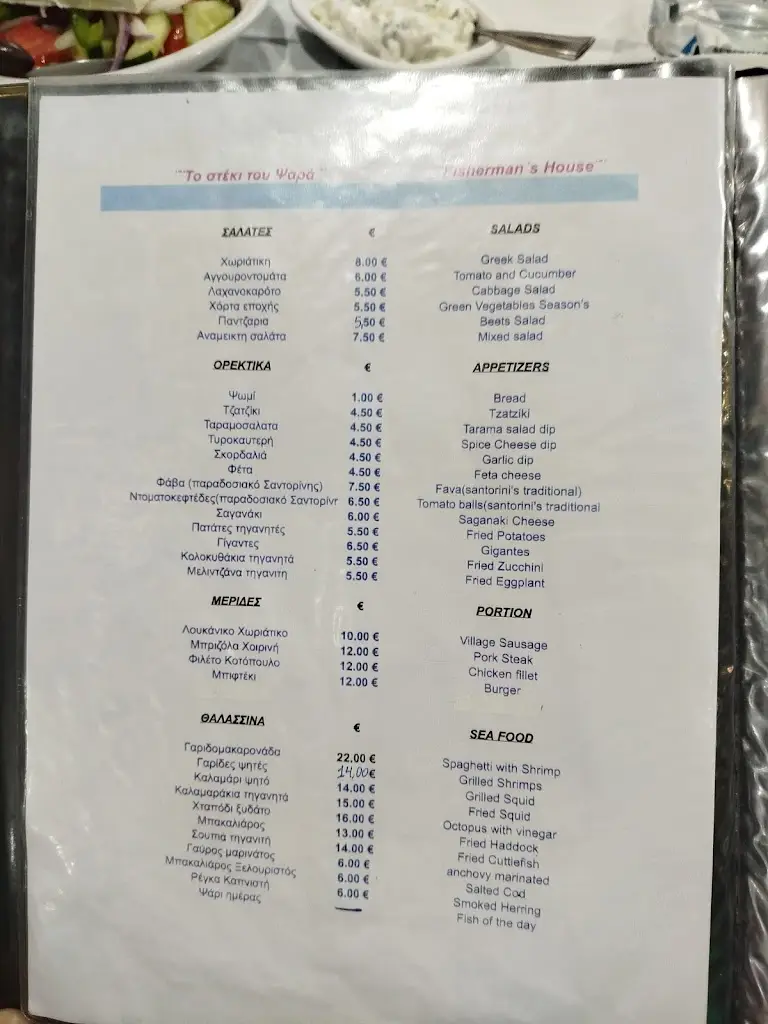 "Το στέκι του Ψαρά" Fisherman's House"
ΣΑΛΑΤΕΣ € SALADS
Χωριάτικη 8.00 € Greek Salad
Αγγουροντομάτα 6.00 € Tomato and Cucumber
Λαχανοκαρότο 5.50 € Cabbage Salad
Χόρτα εποχής 5.50 € Green Vegetables Season's
Παντζαρια 5,50 € Beets Salad
Αναμεικτη σαλάτα 7.50 € Mixed salad
ΟΡΕΚΤΙΚΑ € APPETIZERS
Ψωμί 1.00 € Bread
Τζατζίκι 4.50 € Tzatziki
Ταραμοσαλατα 4.50 € Tarama salad dip
Τυροκαυτερή 4.50 € Spice Cheese dip
Σκορδαλιά 4.50 € Garlic dip
Φέτα 4.50 € Feta cheese
Φάβα (παραδοσιακό Σαντορίνης) 7.50 € Fava(santorini's traditional)
Ντοματοκεφτέδες(παραδοσιακό Σαντορίνr 6.50 € Tomato balls(santorini's traditional
Σαγανάκι 6.00 € Saganaki Cheese
Πατάτες τηγανητές 5.50 € Fried Potatoes
Γίγαντες 6.50 € Gigantes
Κολοκυθάκια τηγανητά 5.50 € Fried Zucchini
Μελιντζάνα τηγανιτη 5.50 € Fried Eggplant
ΜΕΡΙΔΕΣ € PORTION
Λουκάνικο Χωριάτικο 10.00 € Village Sausage
Μπριζόλα Χοιρινή 12.00 € Pork Steak
Φιλέτο Κοτόπουλο 12.00 € Chicken fillet
Μπιφτέκι 12.00 € Burger
ΘΑΛΑΣΣΙΝΑ € SEA FOOD
Γαριδομακαρονάδα 22.00 € Spaghetti with Shrimp
Γαρίδες ψητές 14,00€ Grilled Shrimps
Καλαμάρι ψητό 14.00 € Grilled Squid
Καλαμαράκια τηγανητά 15.00 € Fried Squid
Χταπόδι ξυδάτο 16.00 € Octopus with vinegar
Μπακαλιάρος 13.00 € Fried Haddock
Σουπιά τηγανιτή 14.00 € Fried Cuttlefish
Γαύρος μαρινάτος 6.00 € anchovy marinated
Μπακαλιάρος Ξελουριστός 6.00 € Salted Cod
Ρέγκα Καπνιστή 6.00 € Smoked Herring
Ψάρι ημέρας Fish of the day